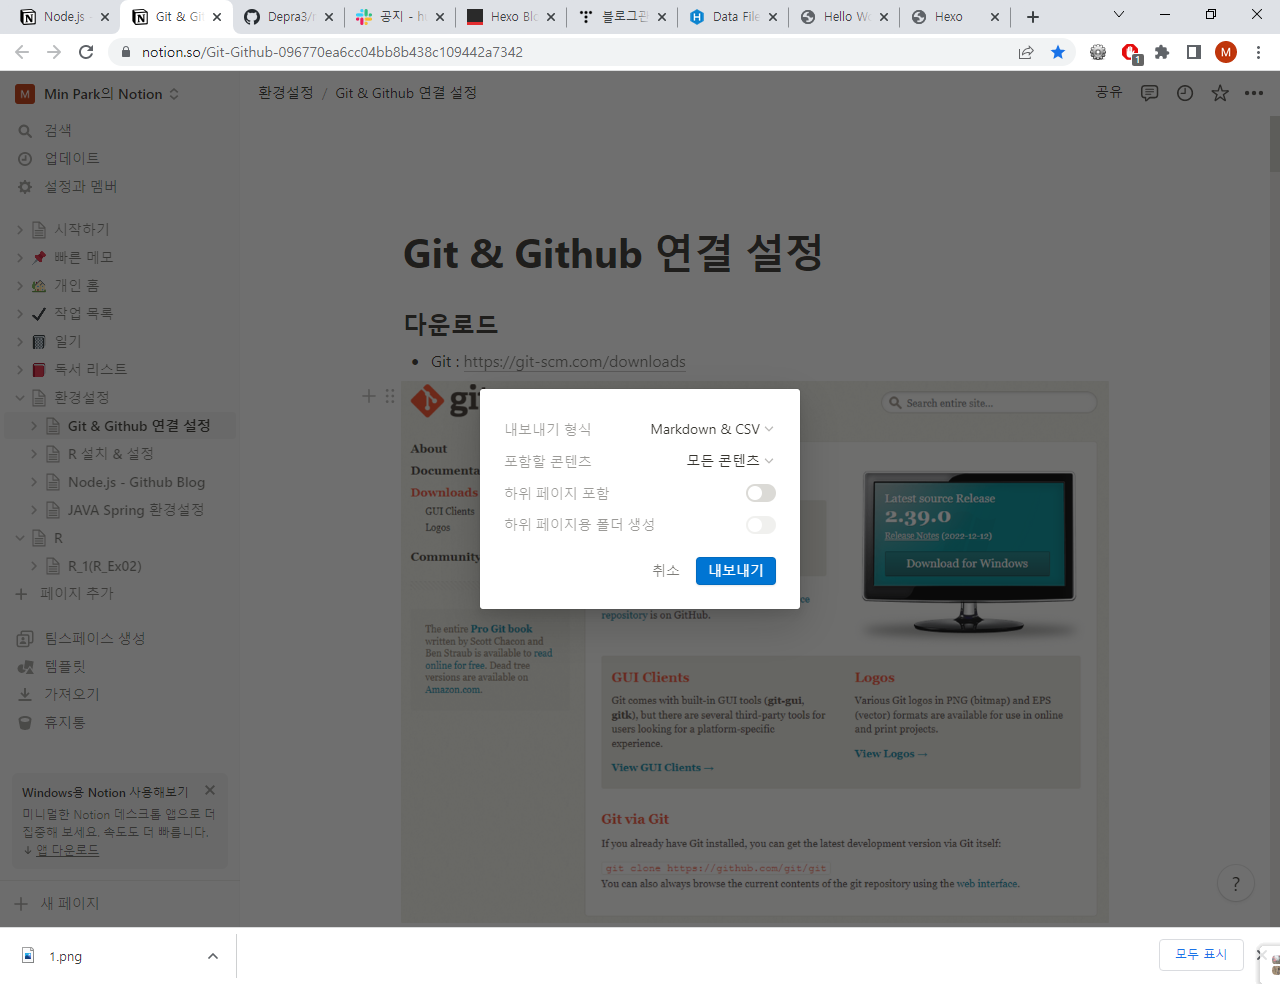 Node.js -
Git & Git
Depra3/r
공지 - h
Hexo Blo
블로그관
Data File
Hello Wo
Hexo
notion.so/Git-Github-096770ea6cc04bb8b438c109442a7342
1
M
M
Min Park의 Notion
환경설정 / Git & Github 연결 설정
공유
검색
업데이트
설정과 멤버
시작하기
빠른 메모
개인 홈
작업 목록
일기
독서 리스트
환경설정
Git & Github 연결 설정
R 설치 & 설정
Node.js - Github Blog
JAVA Spring 환경설정
R
R_1(R_Ex02)
페이지 추가
팀스페이스 생성
템플릿
가져오기
휴지통
Windows용 Notion 사용해보기
미니멀한 Notion 데스크톱 앱으로 더
집중해 보세요. 속도도 더 빠릅니다.
앱 다운로드
새 페이지
Git & Github 연결 설정
다운로드
Git : https://git-scm.com/downloads
git
Search entire site...
About
Documenta
Downloads
GUI Clients
Logos
Community
The entire Pro Git book
written by Scott Chacon and
Ben Straub is available to read
online for free. Dead tree
versions are available on
Amazon.com.
내보내기 형식
Markdown & CSV
포함할 콘텐츠
모든 콘텐츠
하위 페이지 포함
하위 페이지용 폴더 생성
취소
내보내기
Latest source Release
2.39.0
Release Notes (2022-12-12)
Download for Windows
ce
repository is on GitHub.
GUI Clients
Git comes with built-in GUI tools (git-gui,
gitk), but there are several third-party tools for
users looking for a platform-specific
experience.
View GUI Clients →
Logos
Various Git logos in PNG (bitmap) and EPS
(vector) formats are available for use in online
and print projects.
View Logos →
Git via Git
If you already have Git installed, you can get the latest development version via Git itself:
git clone https://github.com/git/git
You can also always browse the current contents of the git repository using the web interface.
?
1.png
모두 표시